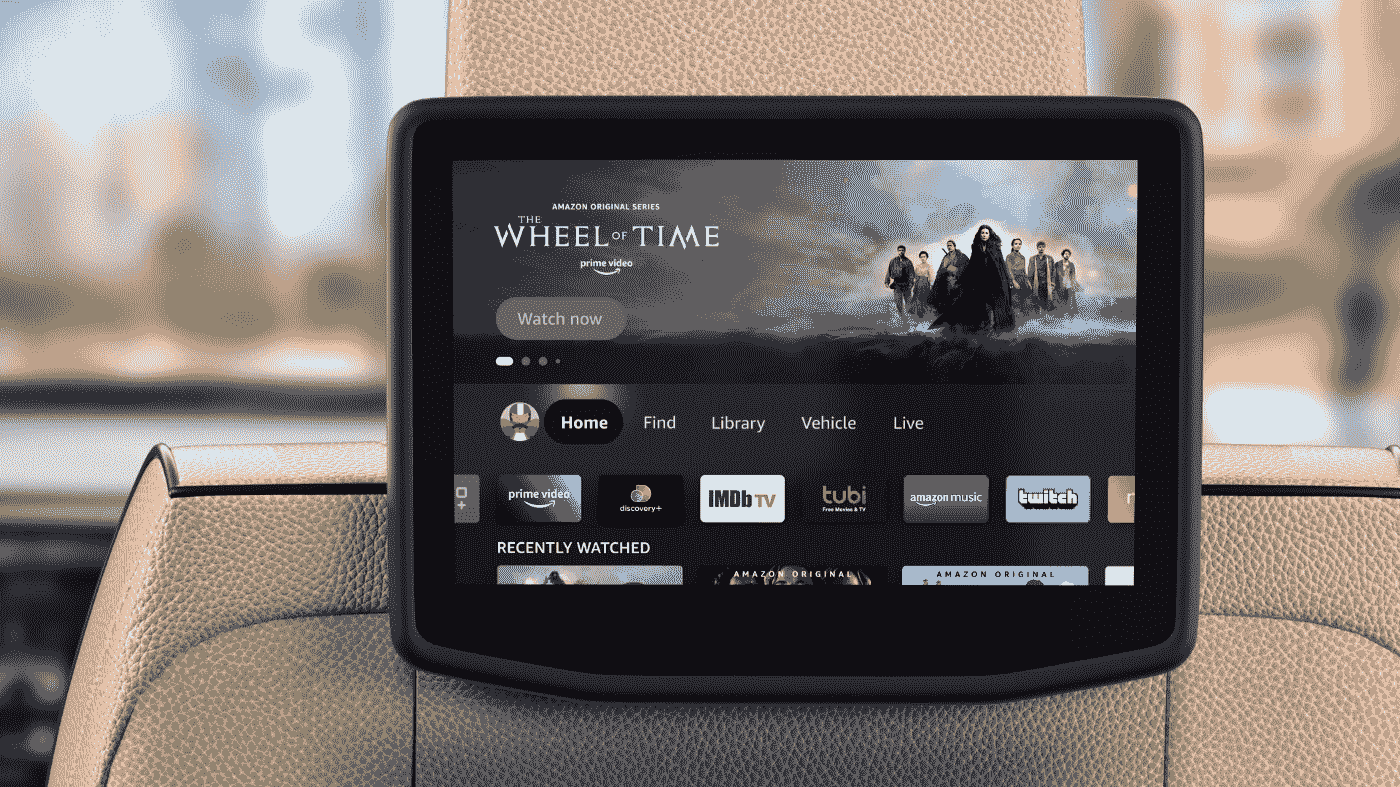 AMAZON ORIGINAL SERIES
THE
WHEEL OF TIME
prime video
Watch now
Home Find Library Vehicle Live
prime video discovery+ IMDb TV tubi Free Movies & TV amazon music twitch
RECENTLY WATCHED
AMAZON ORIGINAL AMAZON ORIGINAL